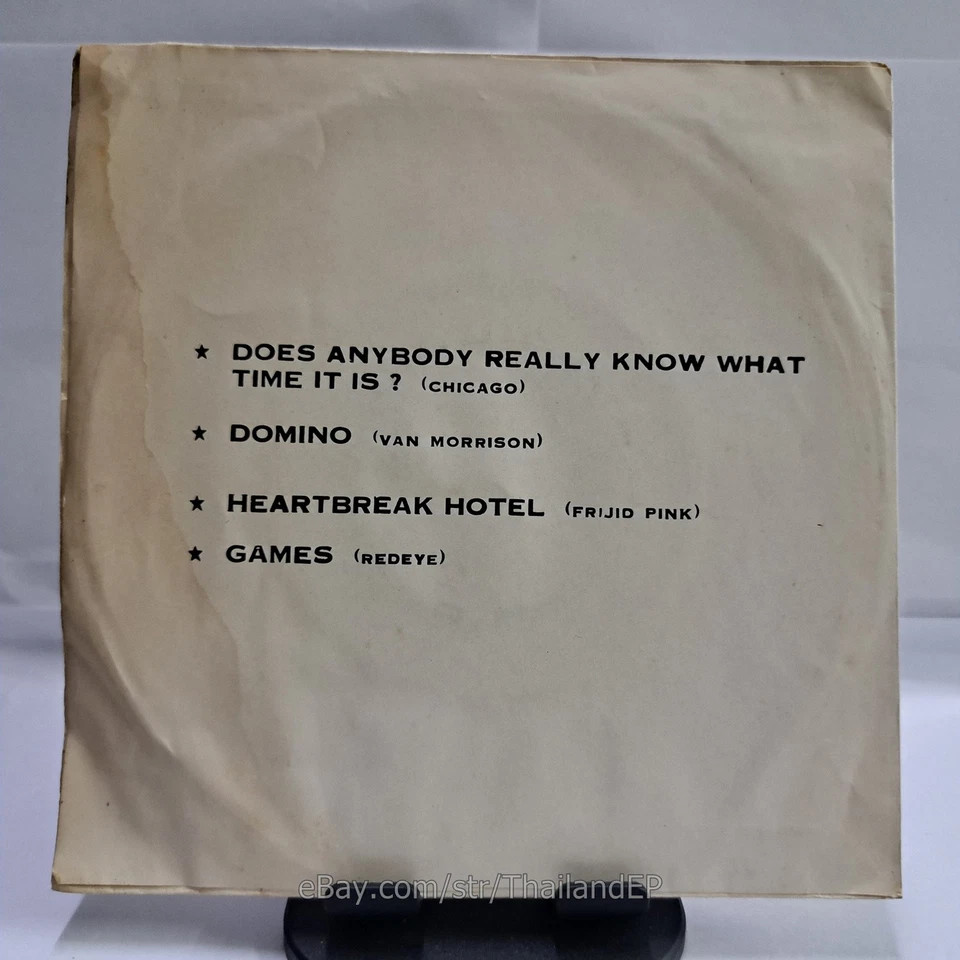 ★ DOES ANYBODY REALLY KNOW WHAT
TIME IT IS ? (CHICAGO)
★ DOMINO (VAN MORRISON)
★ HEARTBREAK HOTEL (FRIJID PINK)
★ GAMES (REDEYE)
eBay.com/str/ThailandEP